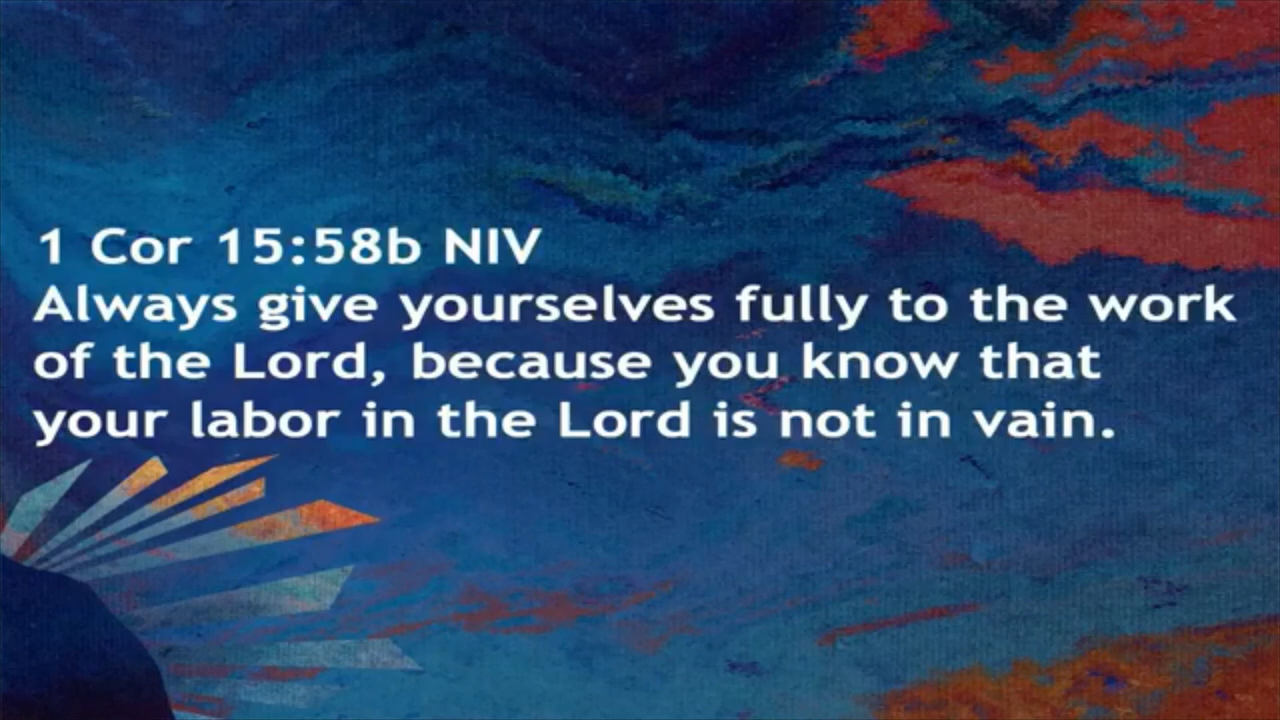 1 Cor 15:58b NIV
Always give yourselves fully to the work
of the Lord, because you know that
your labor in the Lord is not in vain.